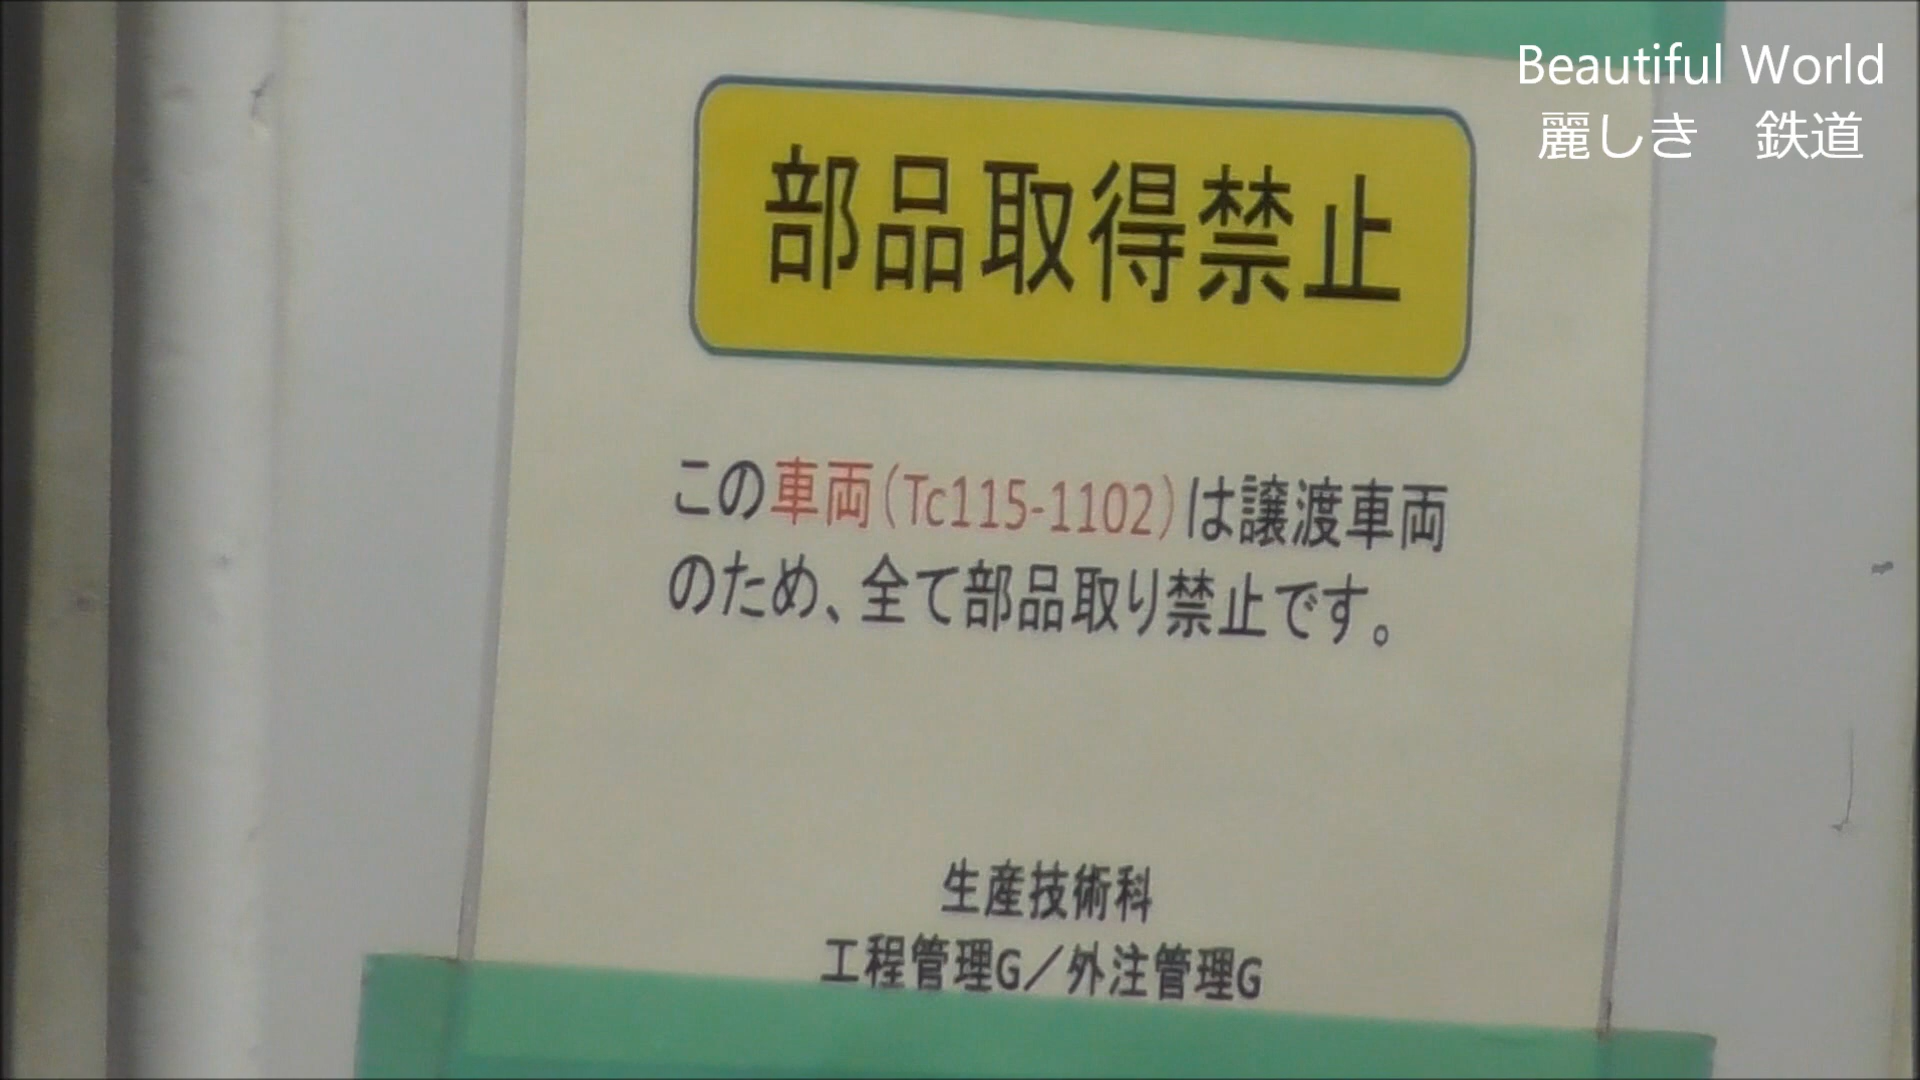 Beautiful World
麗しき　鉄道
部品取得禁止
この車両(Tc115-1102)は譲渡車両
のため、全て部品取り禁止です。
生産技術科
工程管理G／外注管理G